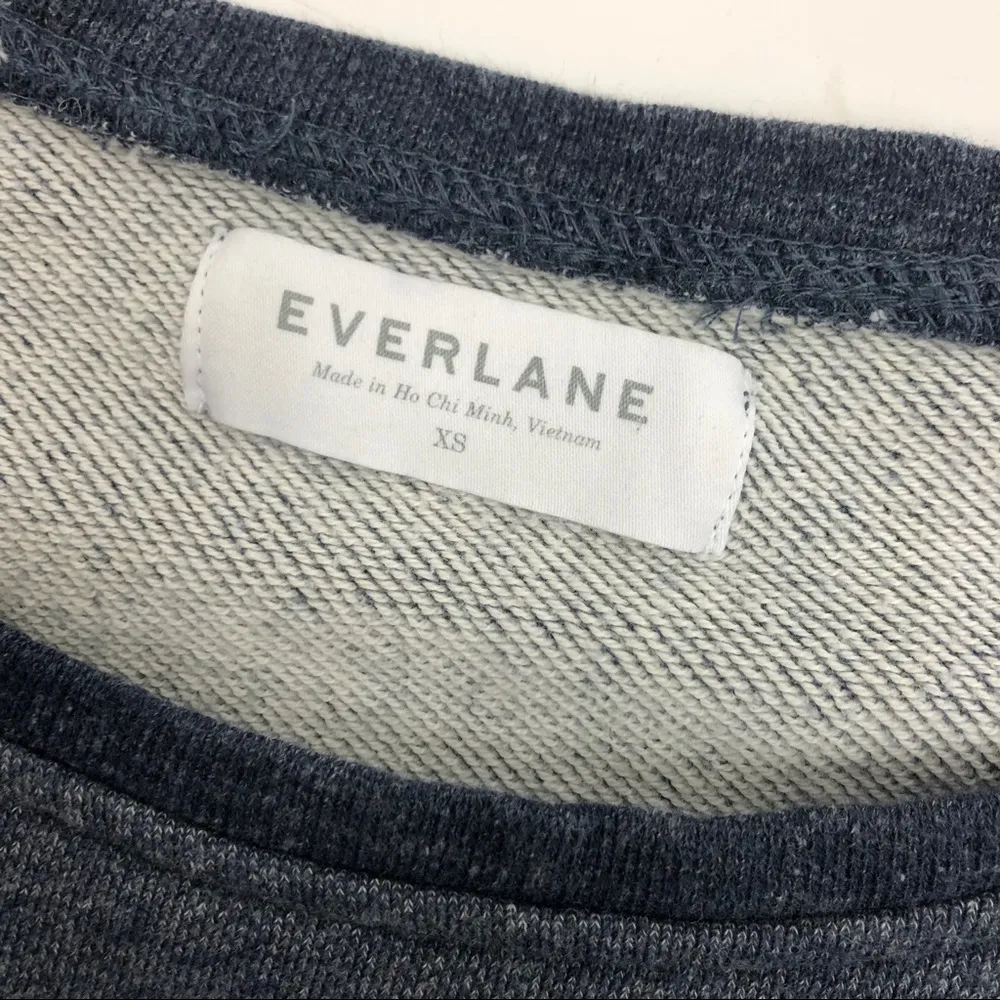 EVERLANE
Made in Ho Chi Minh, Vietnam
XS